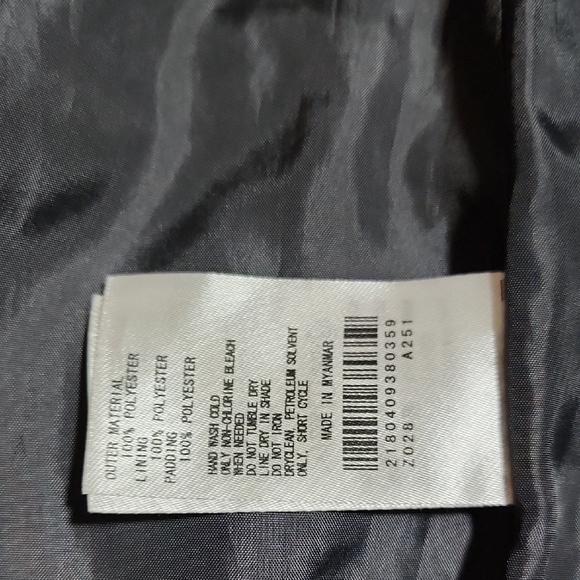 OUTER MATERIAL
100% POLYESTER
LINING
100% POLYESTER
PADDING
100% POLYESTER
HAND WASH COLD
ONLY NON-CHLORINE BLEACH
WHEN NEEDED
DO NOT TUMBLE DRY
LINE DRY IN SHADE
DO NOT IRON
DRYCLEAN, PETROLEUM SOLVENT
ONLY, SHORT CYCLE
MADE IN MYANMAR
2180409380359
Z028 A251